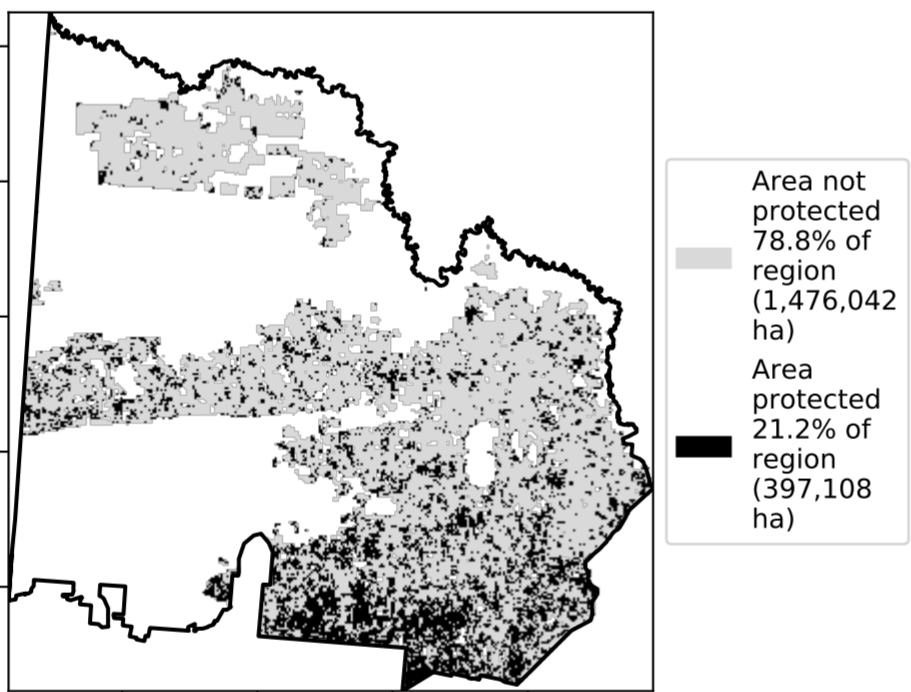 Area not
protected
78.8% of
region
(1,476,042
ha)
Area
protected
21.2% of
region
(397,108
ha)